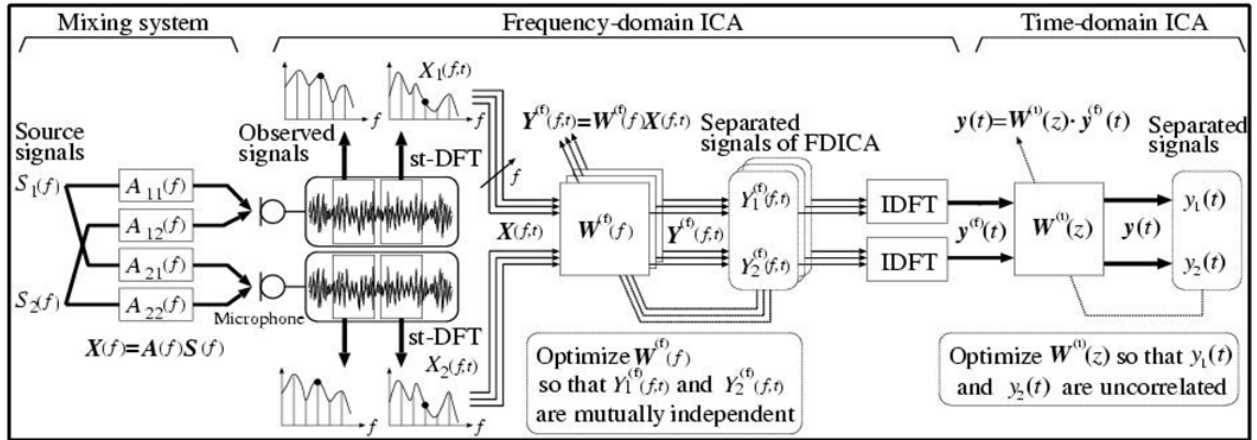 Mixing system
Frequency-domain ICA
Time-domain ICA
Source
signals
S₁(f)
S₂(f)
A₁₁(f)
A₁₂(f)
A₂₁(f)
A₂₂(f)
X(f)=A(f)S(f)
Observed
signals
Microphone
X₁(f,t)
f
f
st-DFT
st-DFT
X₂(f,t)
f
f
f
X(f,t)
Y⁽ᶠ⁾(f,t)=W⁽ᶠ⁾(f)X(f,t)
W⁽ᶠ⁾(f)
Y⁽ᶠ⁾(f,t)
Separated
signals of FDICA
Y₁⁽ᶠ⁾(f,t)
Y₂⁽ᶠ⁾(f,t)
Optimize W⁽ᶠ⁾(f)
so that Y₁⁽ᶠ⁾(f,t) and Y₂⁽ᶠ⁾(f,t)
are mutually independent
IDFT
IDFT
y⁽ᶠ⁾(t)
y(t)=W⁽ᵗ⁾(z)·y⁽ᶠ⁾(t)
W⁽ᵗ⁾(z)
y(t)
Separated
signals
y₁(t)
y₂(t)
Optimize W⁽ᵗ⁾(z) so that y₁(t)
and y₂(t) are uncorrelated